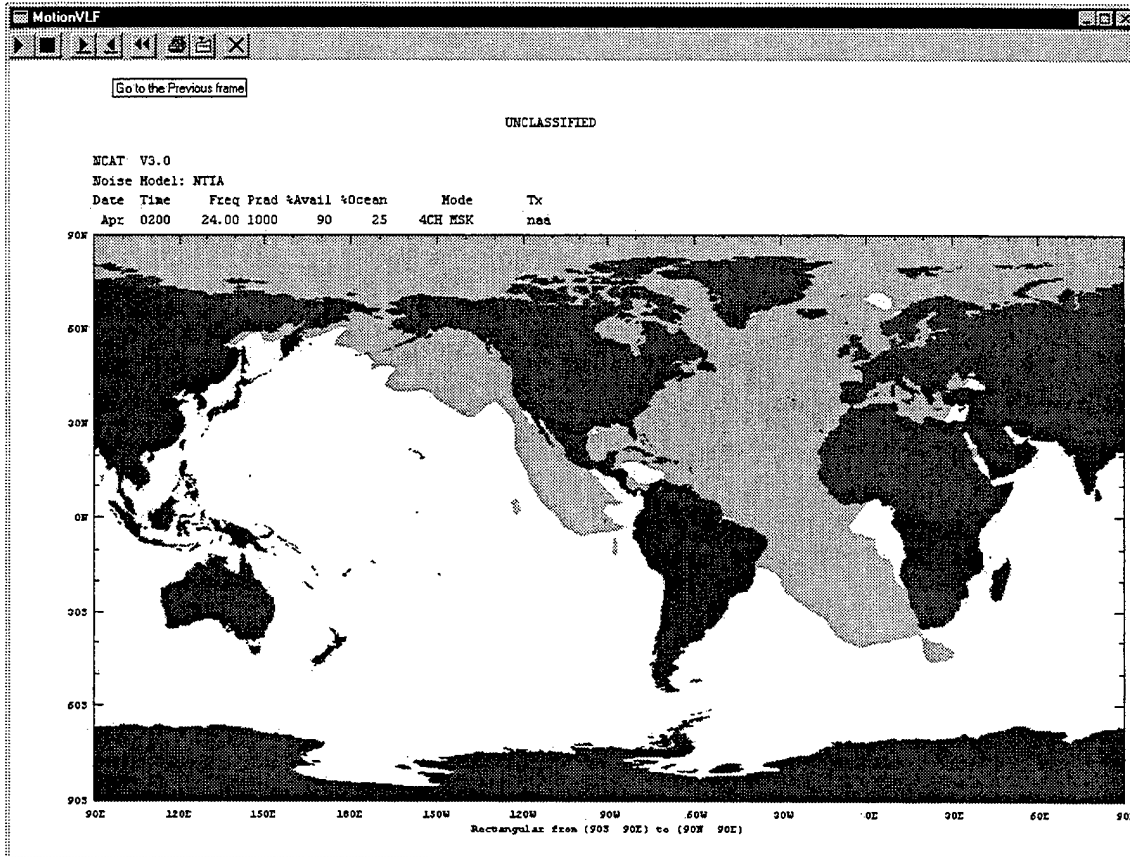 MotionVLF
Go to the Previous frame
UNCLASSIFIED
NCAT V3.0
Noise Model: NTIA
Date Time Freq Prad %Avail %Ocean Mode Tx
Apr 0200 24.00 1000 90 25 4CH MSK naa
90N
60N
30N
0N
30S
60S
90S
90E 120E 150E 180E 150W 120W 90W 60W 30W 0E 30E 60E 90E
Rectangular from (90S 90E) to (90N 90E)